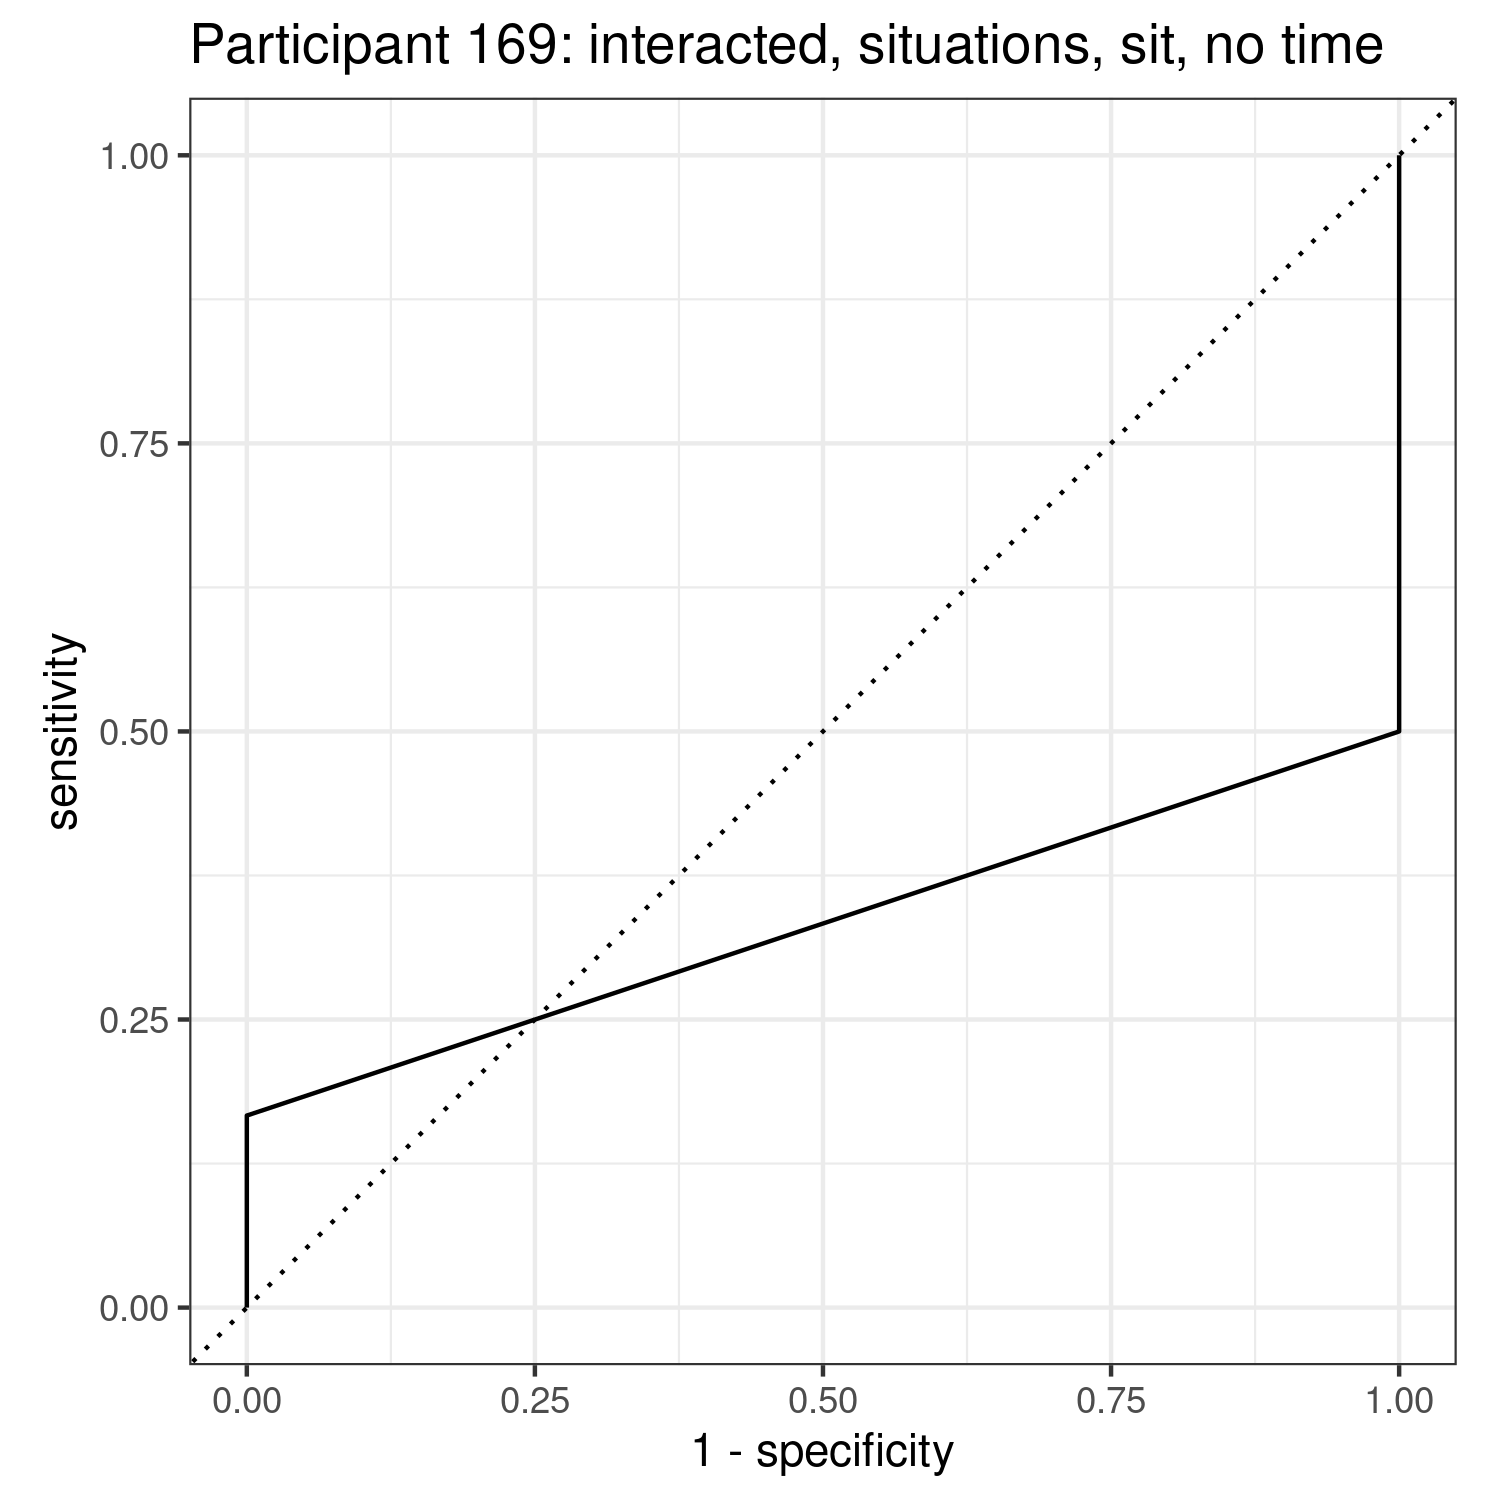 Participant 169: interacted, situations, sit, no time
1.00
0.75
0.50
0.25
0.00
sensitivity
0.00 0.25 0.50 0.75 1.00
1 - specificity